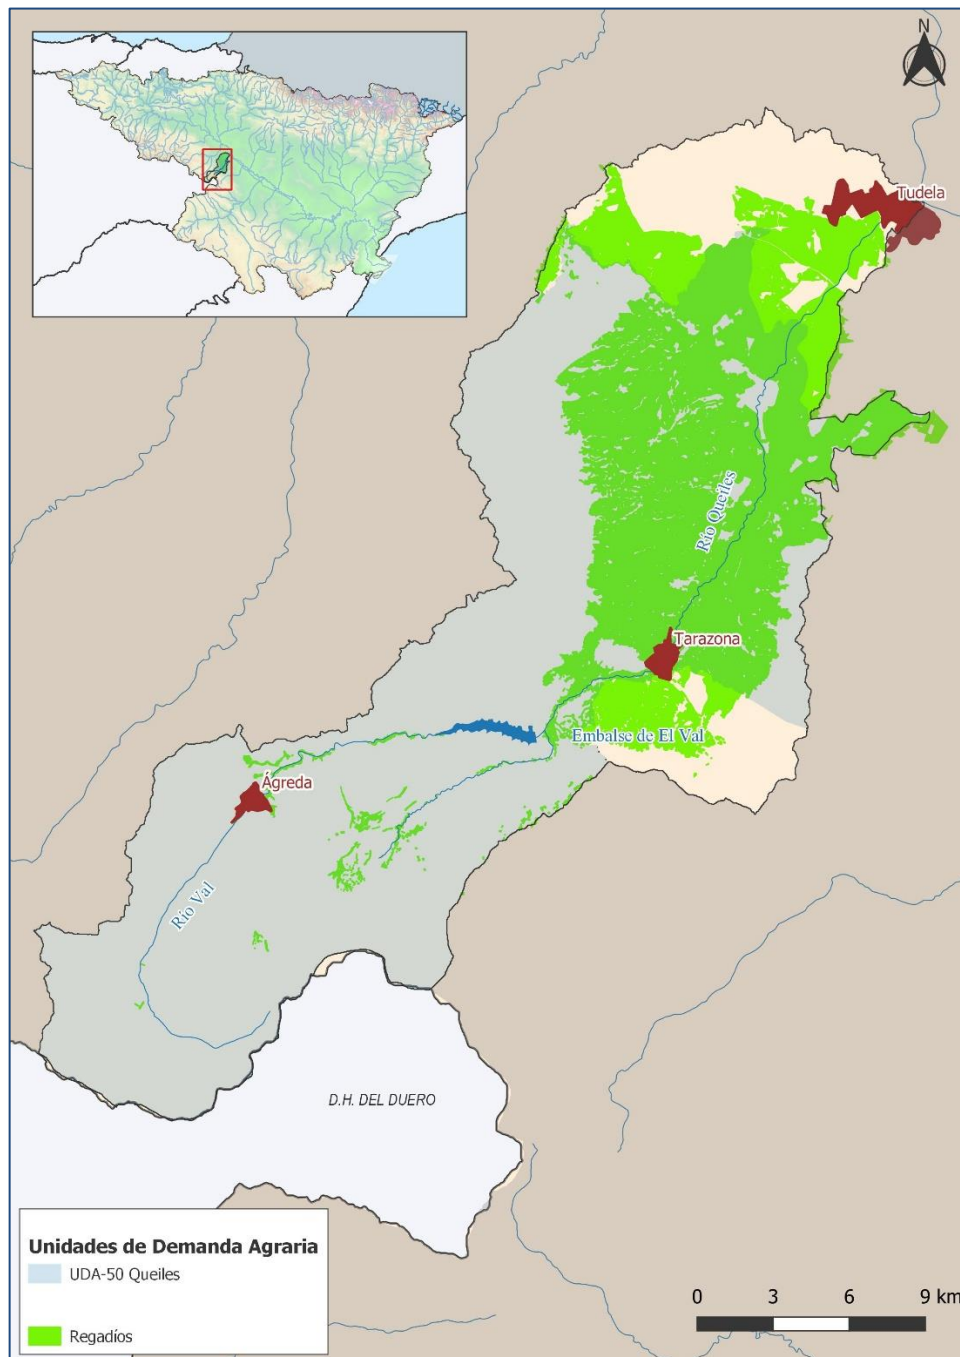 N
Tudela
Río Queiles
Tarazona
Embalse de El Val
Ágreda
Río Val
D.H. DEL DUERO
Unidades de Demanda Agraria
UDA-50 Queiles
Regadíos
0 3 6 9 km